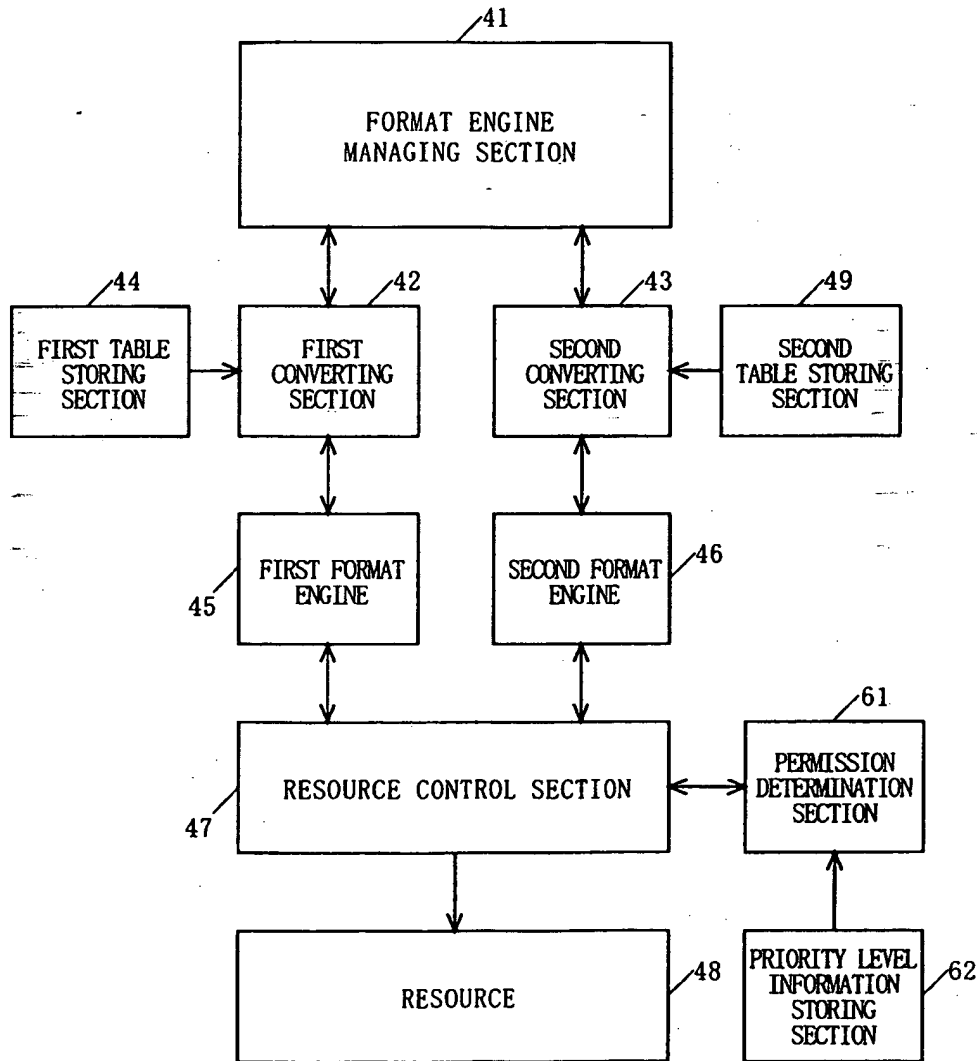 41
FORMAT ENGINE
MANAGING SECTION
44
42
43
49
FIRST TABLE
STORING
SECTION
FIRST
CONVERTING
SECTION
SECOND
CONVERTING
SECTION
SECOND
TABLE STORING
SECTION
45
FIRST FORMAT
ENGINE
SECOND FORMAT
ENGINE
46
61
47
RESOURCE CONTROL SECTION
PERMISSION
DETERMINATION
SECTION
RESOURCE
48
PRIORITY LEVEL
INFORMATION
STORING
SECTION
62